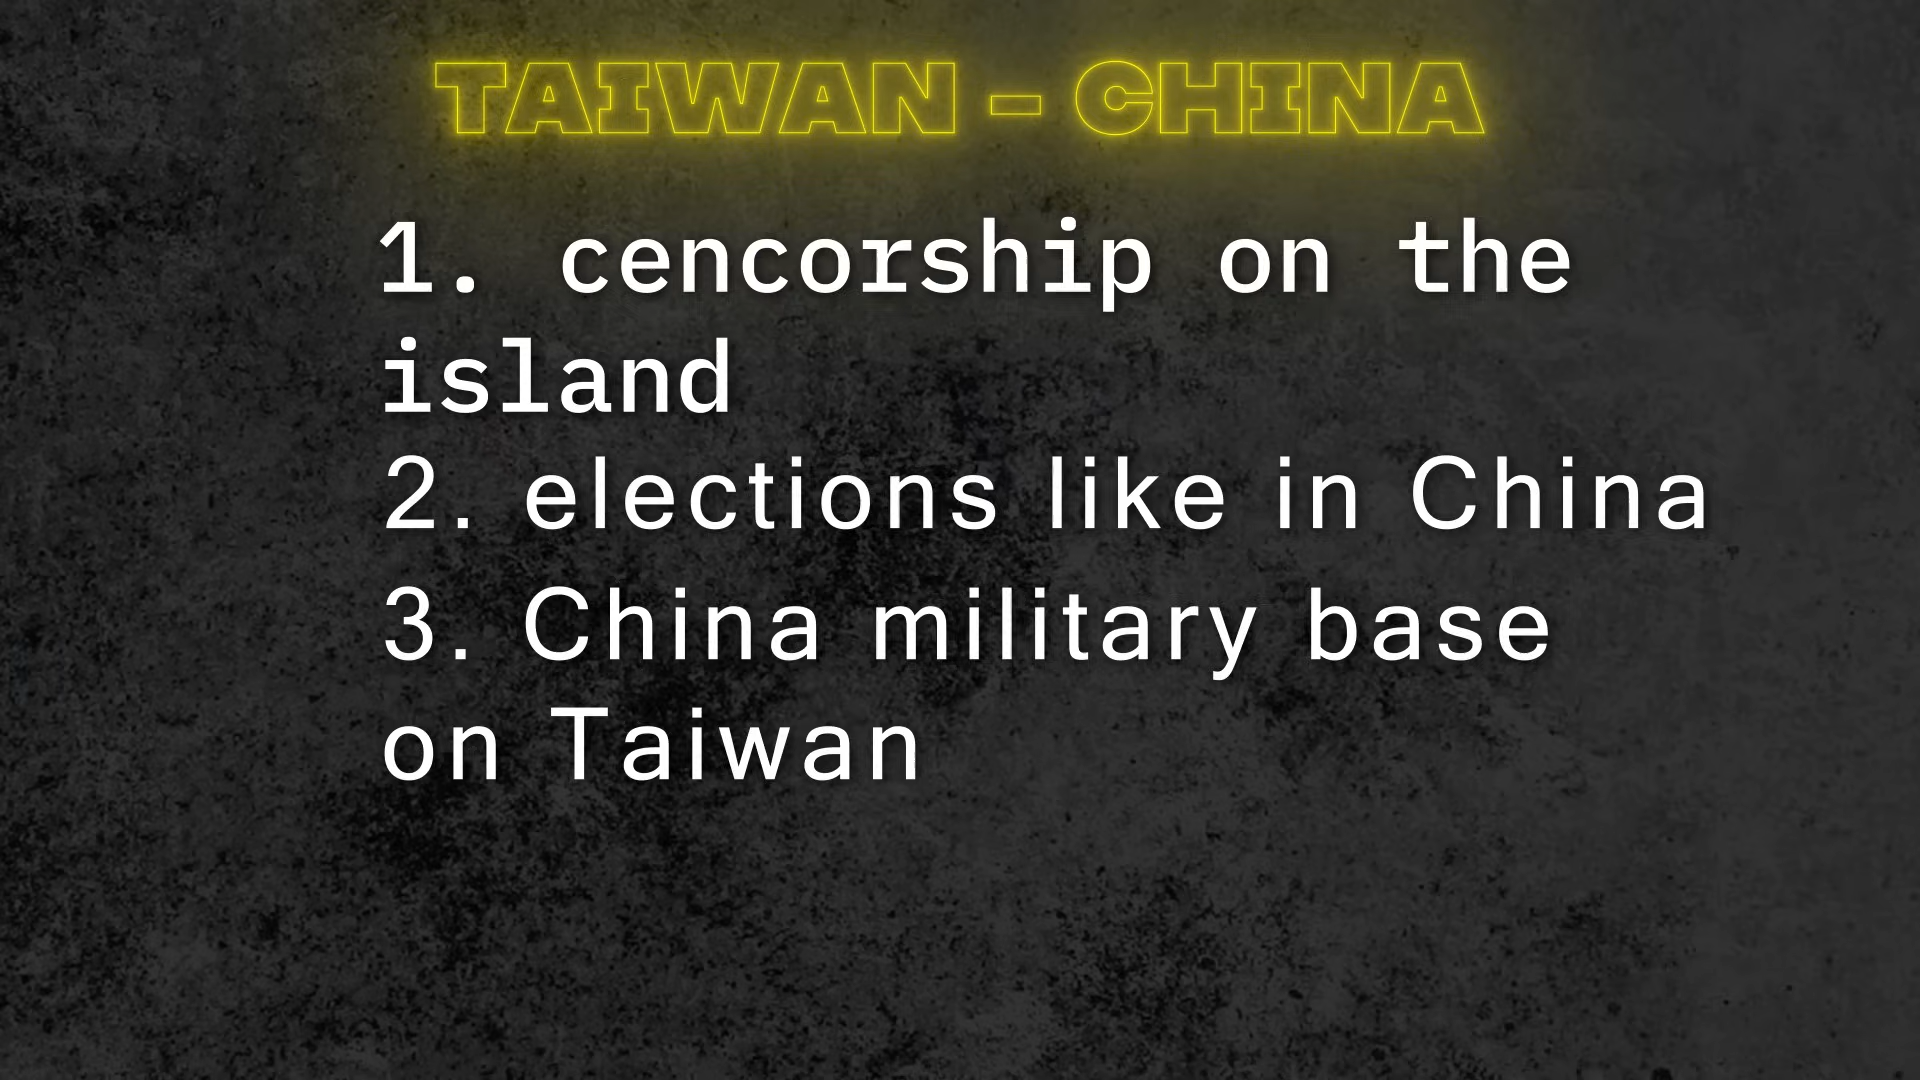 TAIWAN - CHINA
1. cencorship on the
island
2. elections like in China
3. China military base
on Taiwan